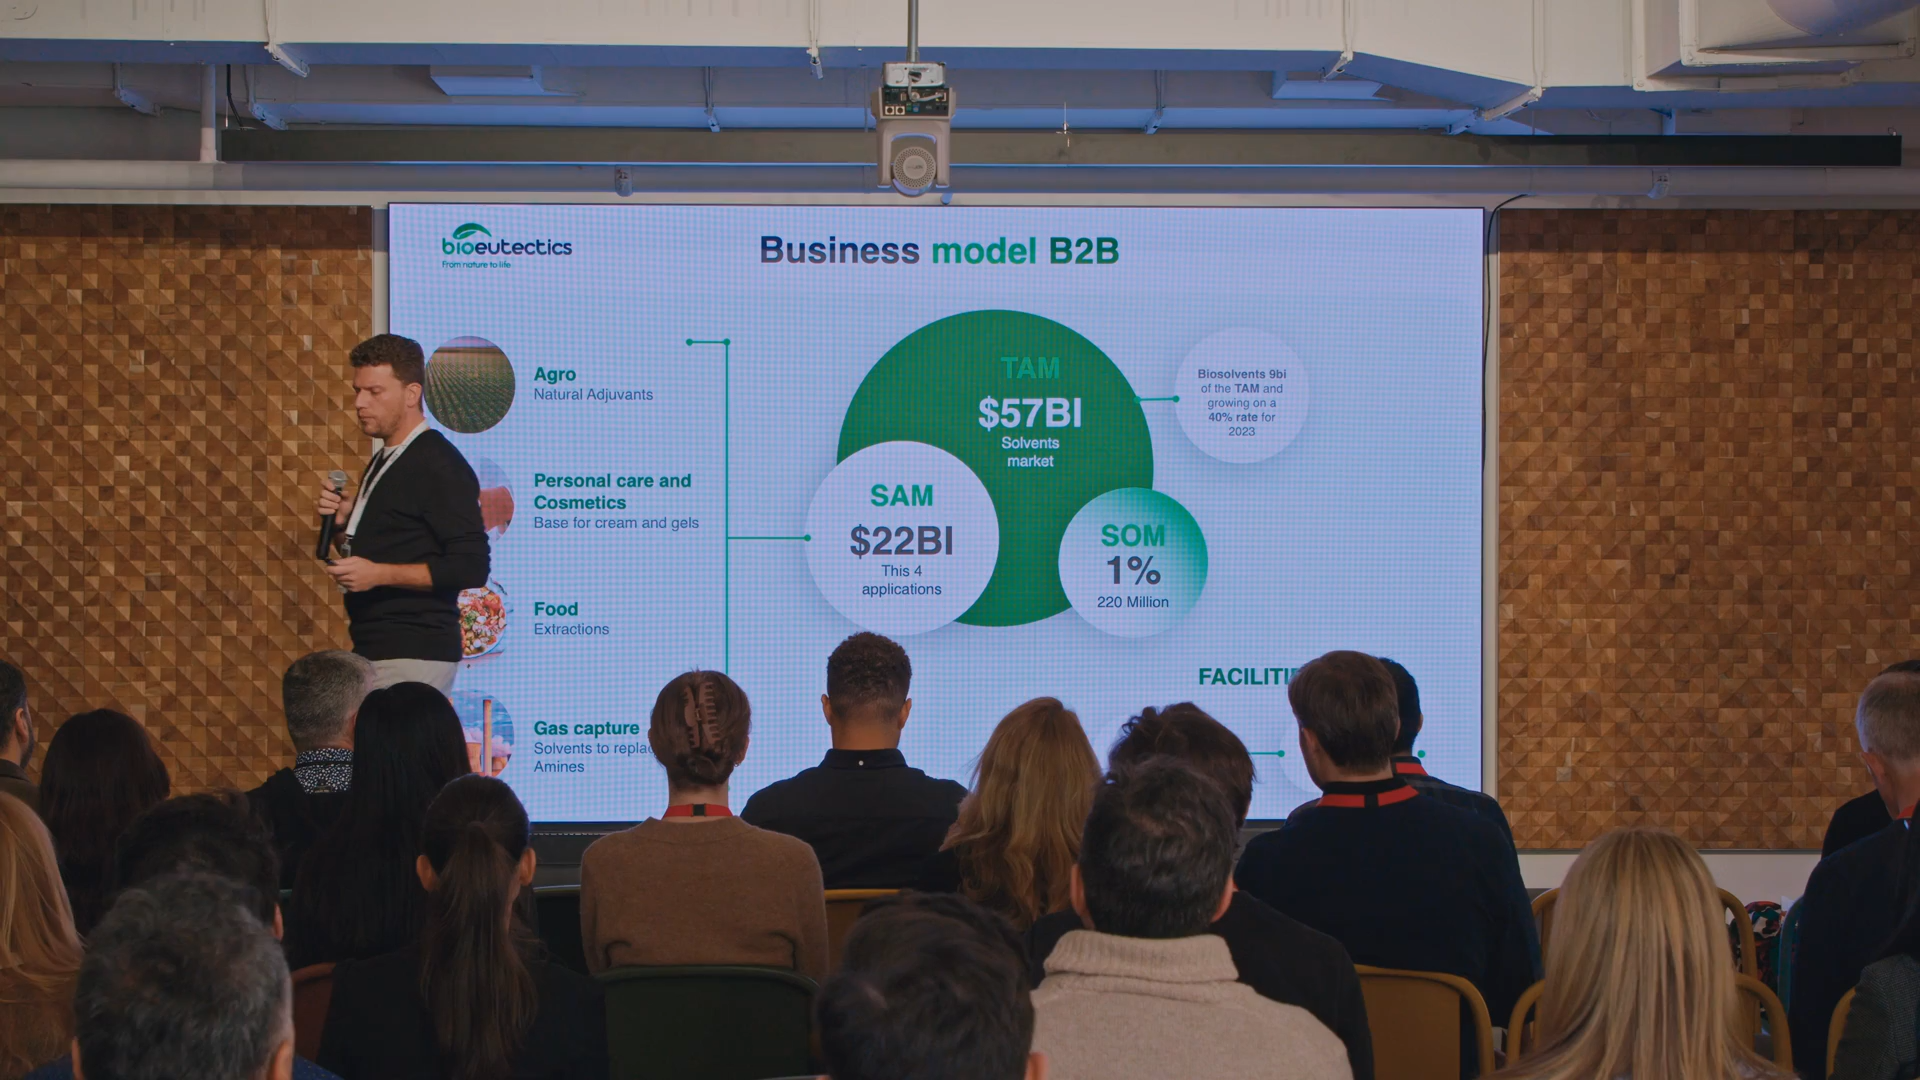 bioeutectics
From nature to life
Business model B2B
Agro
Natural Adjuvants
Personal care and
Cosmetics
Base for cream and gels
Food
Extractions
Gas capture
Solvents to
Amines
TAM
$57BI
Solvents
market
SAM
$22BI
This 4
applications
SOM
1%
220 Million
Biosolvents 9bi
of the TAM and
growing on a
40% rate for
2023